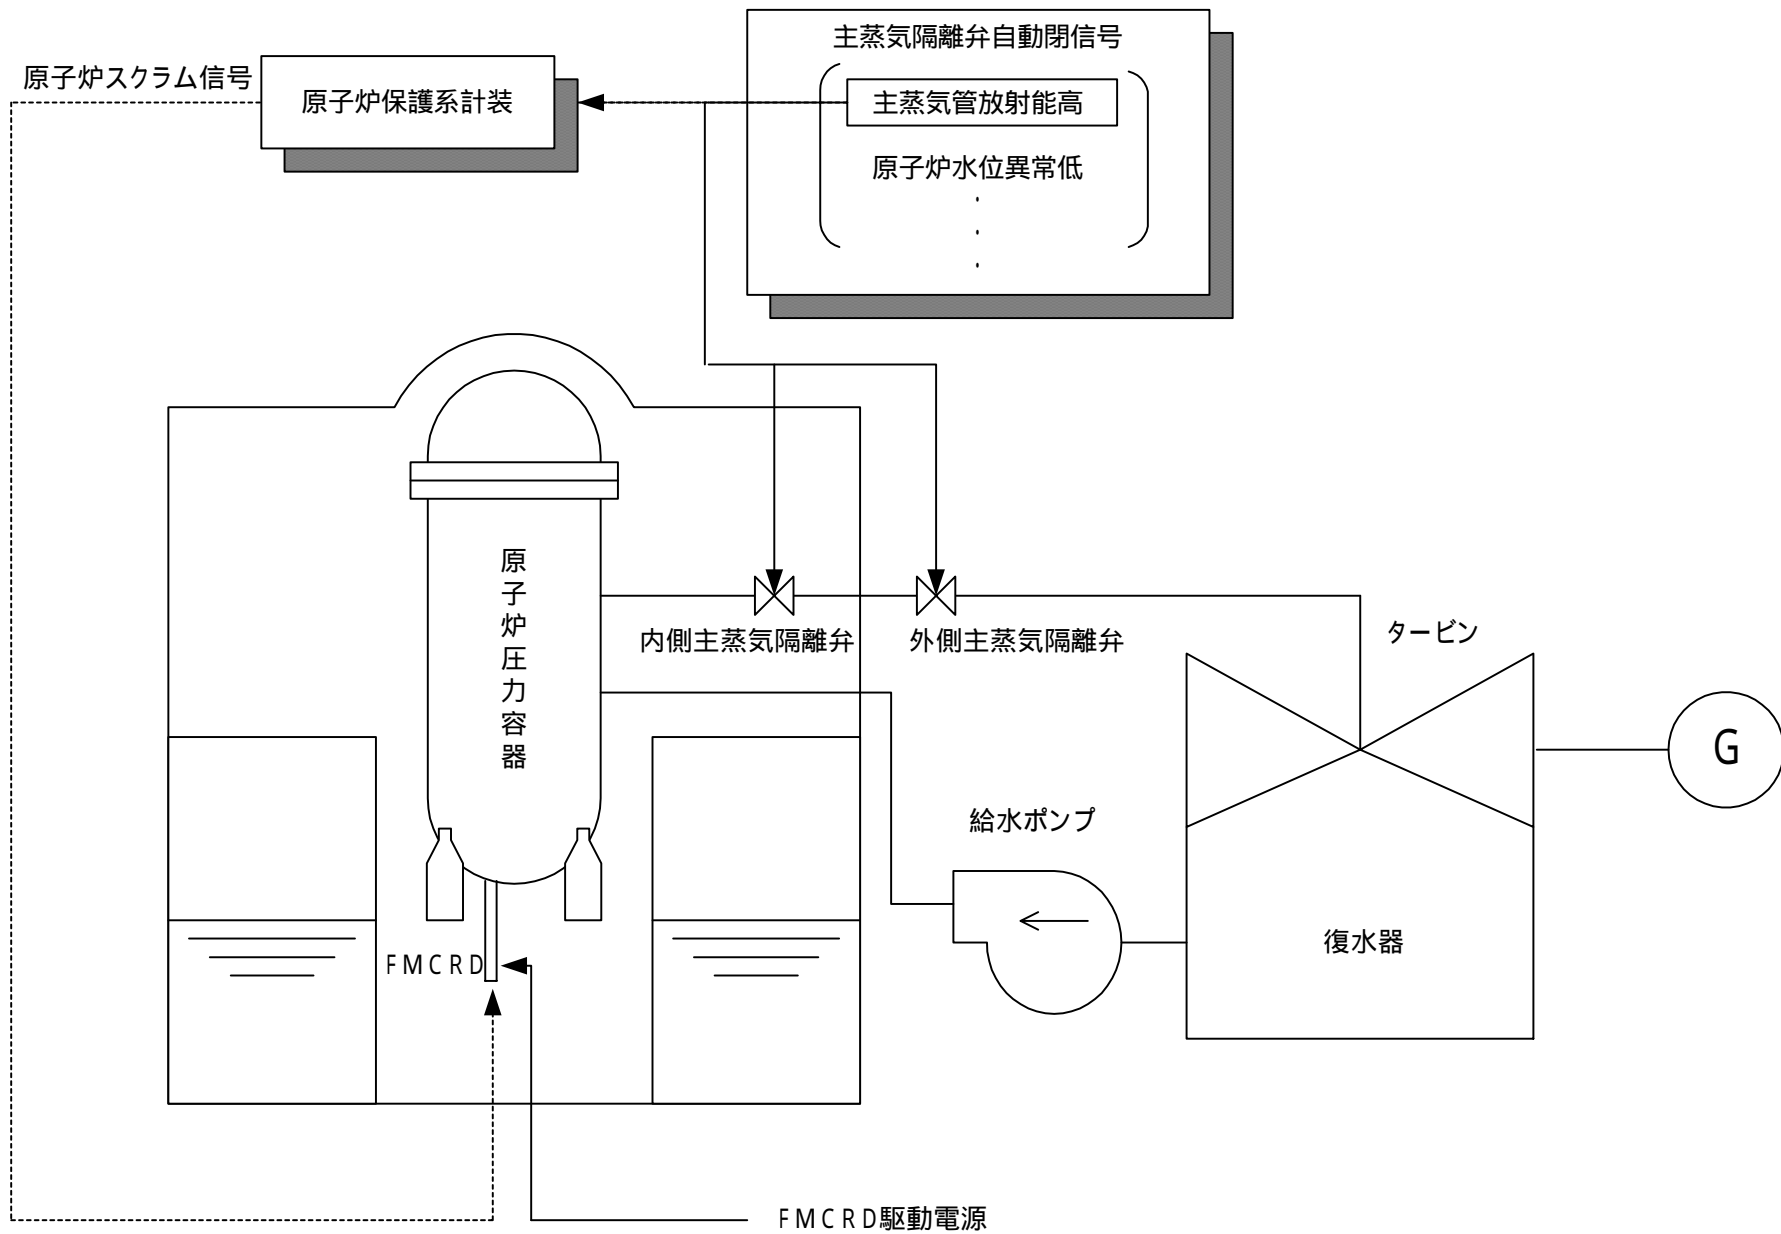 主蒸気隔離弁自動閉信号
原子炉スクラム信号
原子炉保護系計装
主蒸気管放射能高
原子炉水位異常低
・
・
・
原子炉圧力容器
内側主蒸気隔離弁
外側主蒸気隔離弁
タービン
G
給水ポンプ
復水器
FMCRD
FMCRD駆動電源